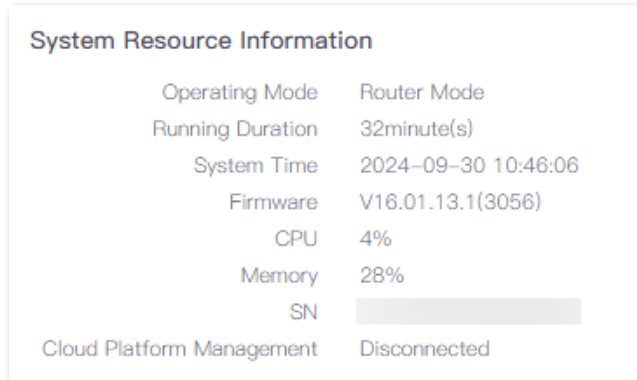 System Resource Information
Operating Mode Router Mode
Running Duration 32minute(s)
System Time 2024-09-30 10:46:06
Firmware V16.01.13.1(3056)
CPU 4%
Memory 28%
SN
Cloud Platform Management Disconnected